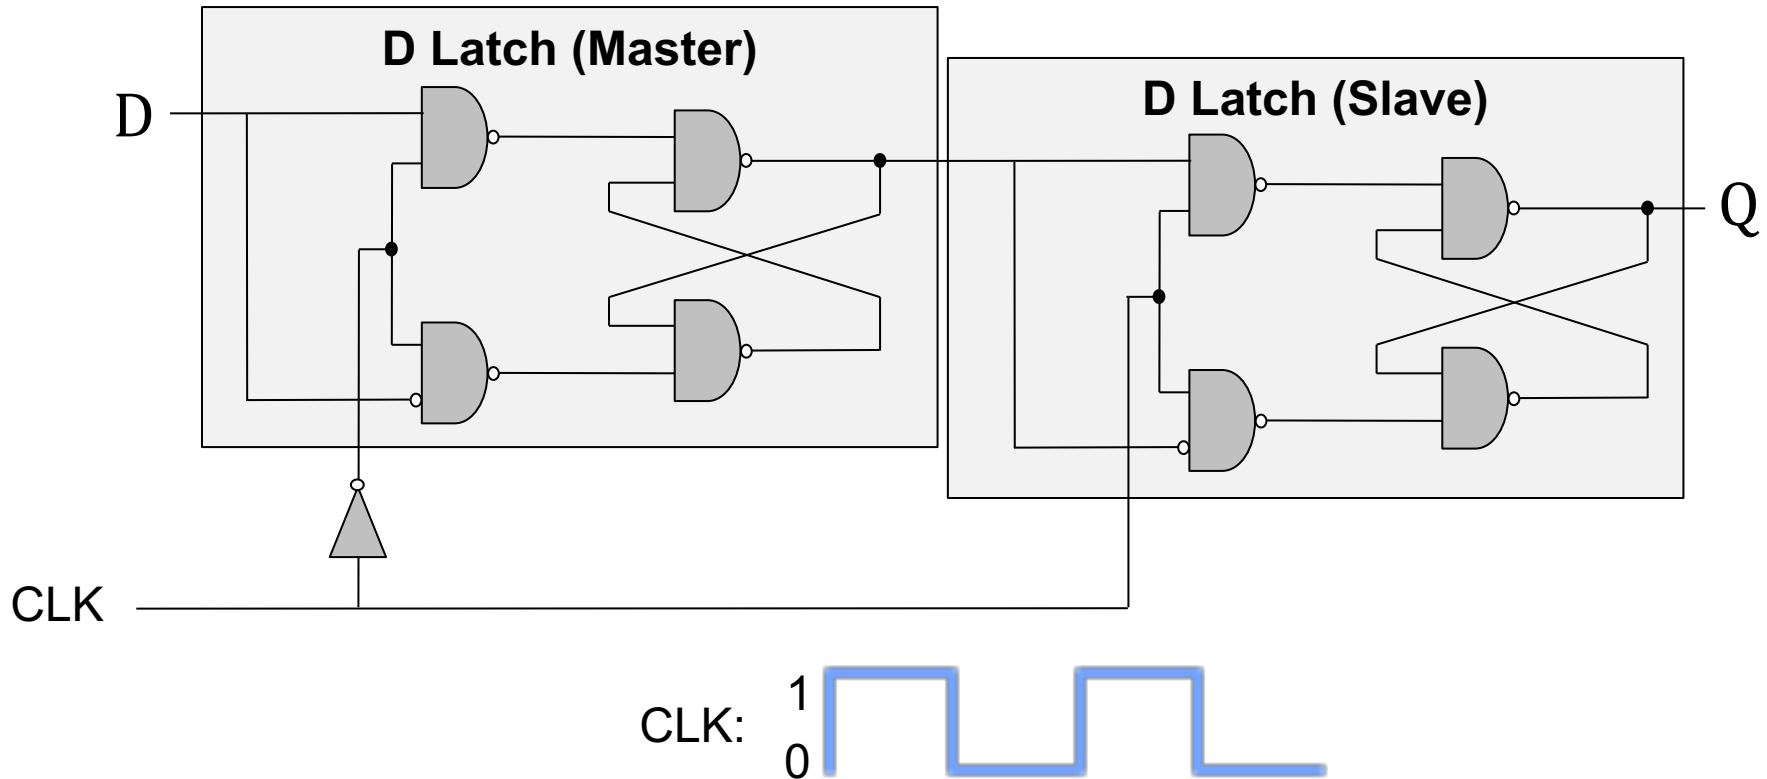 D Latch (Master)
D Latch (Slave)
D
Q
CLK
1
CLK:
0